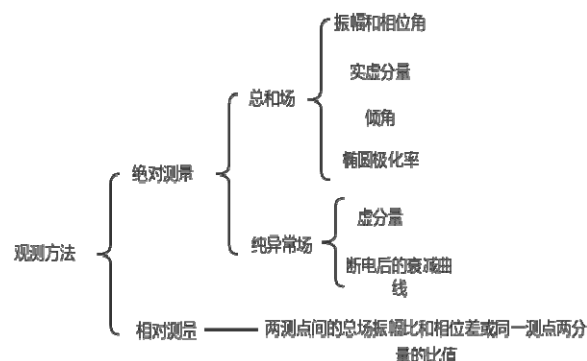 振幅和相位角
实虚分量
总和场
倾角
椭圆极化率
绝对测量
虚分量
纯异常场
观测方法
断电后的衰减曲
线
相对测量
两测点间的总场振幅比和相位差或同一测点两分
量的比值